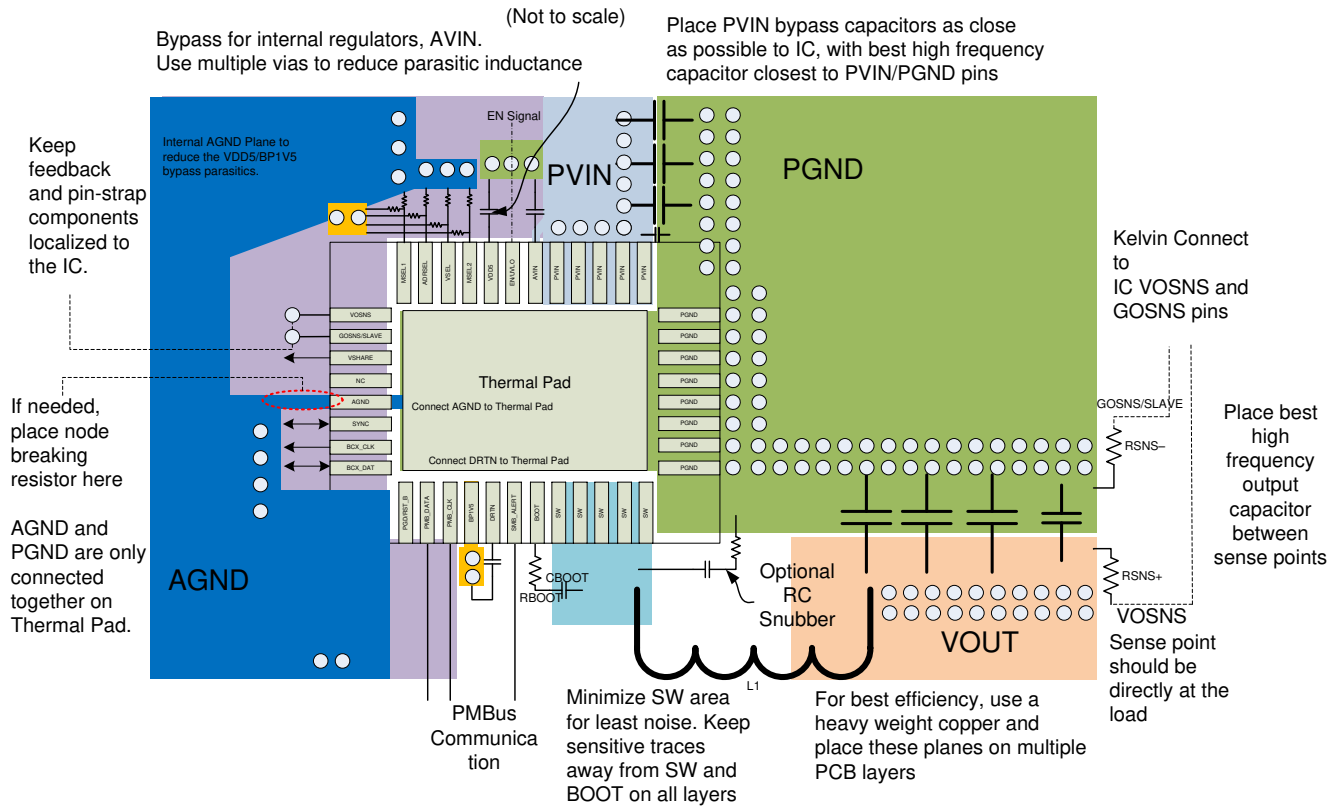 (Not to scale)
Bypass for internal regulators, AVIN.
Use multiple vias to reduce parasitic inductance
Place PVIN bypass capacitors as close
as possible to IC, with best high frequency
capacitor closest to PVIN/PGND pins
Keep
feedback
and pin-strap
components
localized to
the IC.
Internal AGND Plane to
reduce the VDD5/BP1V5
bypass parasitics.
EN Signal
PVIN
PGND
Kelvin Connect
to
IC VOSNS and
GOSNS pins
MSEL1
ADRSEL
VSEL
MSEL2
VDD5
EN/UVLO
AVIN
PVIN
PVIN
PVIN
PVIN
PVIN
VOSNS
GOSNS/SLAVE
VSHARE
NC
AGND
SYNC
BCX_CLK
BCX_DAT
Thermal Pad
Connect AGND to Thermal Pad
Connect DRTN to Thermal Pad
PGND
PGND
PGND
PGND
PGND
PGND
PGND
PGND
If needed,
place node
breaking
resistor here
AGND and
PGND are only
connected
together on
Thermal Pad.
GOSNS/SLAVE
RSNS–
Place best
high
frequency
output
capacitor
between
sense points
PGD/RST_B
PMB_DATA
PMB_CLK
BP1V5
DRTN
SMB_ALERT
BOOT
SW
SW
SW
SW
SW
AGND
CBOOT
RBOOT
Optional
RC
Snubber
RSNS+
VOUT
VOSNS
Sense point
should be
directly at the
load
L1
PMBus
Communica
tion
Minimize SW area
for least noise. Keep
sensitive traces
away from SW and
BOOT on all layers
For best efficiency, use a
heavy weight copper and
place these planes on multiple
PCB layers